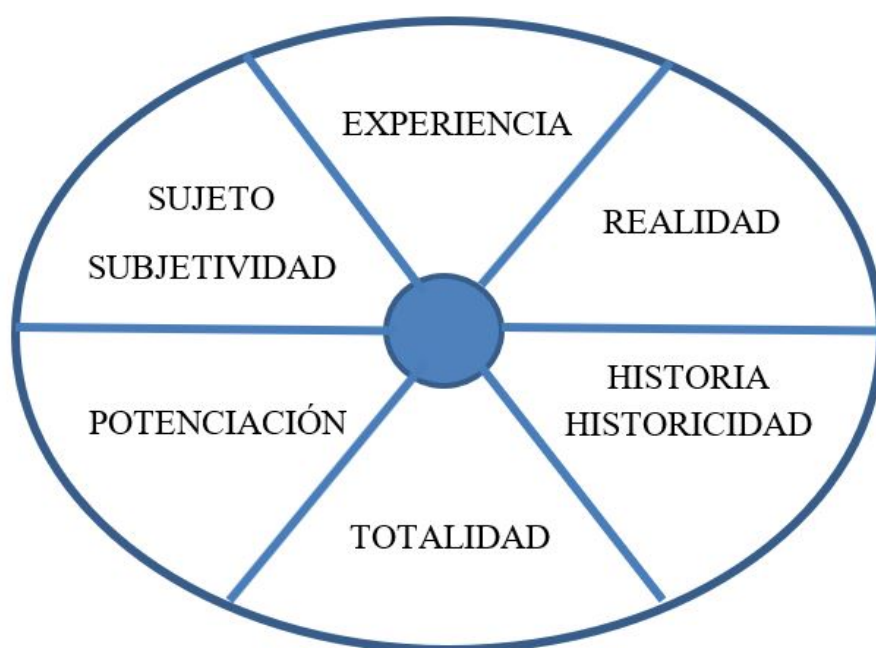 EXPERIENCIA
SUJETO
SUBJETIVIDAD
REALIDAD
HISTORIA
HISTORICIDAD
POTENCIACIÓN
TOTALIDAD